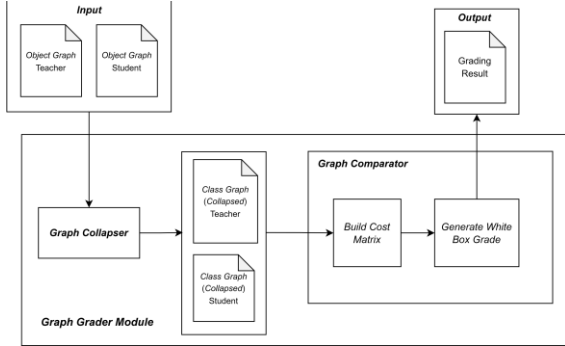 Input
Object Graph
Teacher
Object Graph
Student
Output
Grading
Result
Graph Collapser
Class Graph
(Collapsed)
Teacher
Class Graph
(Collapsed)
Student
Graph Comparator
Build Cost
Matrix
Generate White
Box Grade
Graph Grader Module